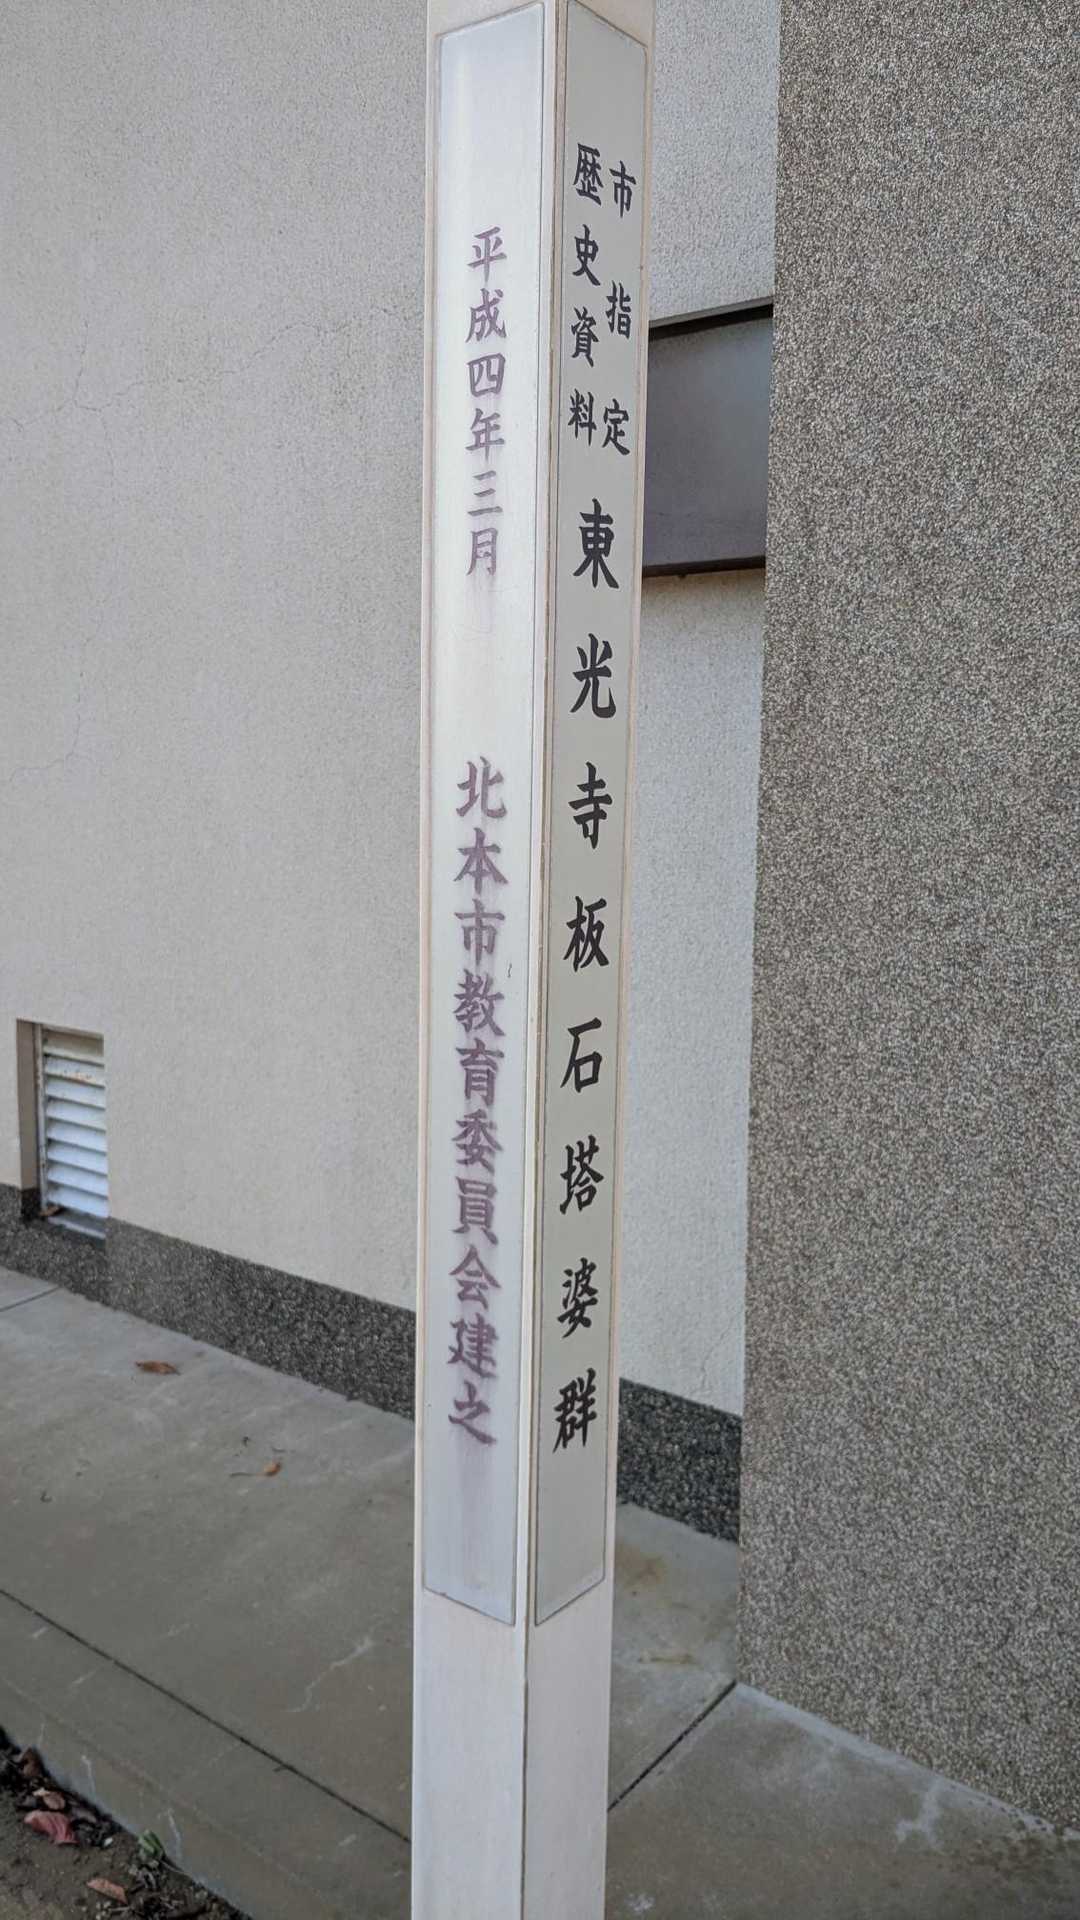 市指定
歴史資料
東光寺板石塔婆群
平成四年三月
北本市教育委員会建之